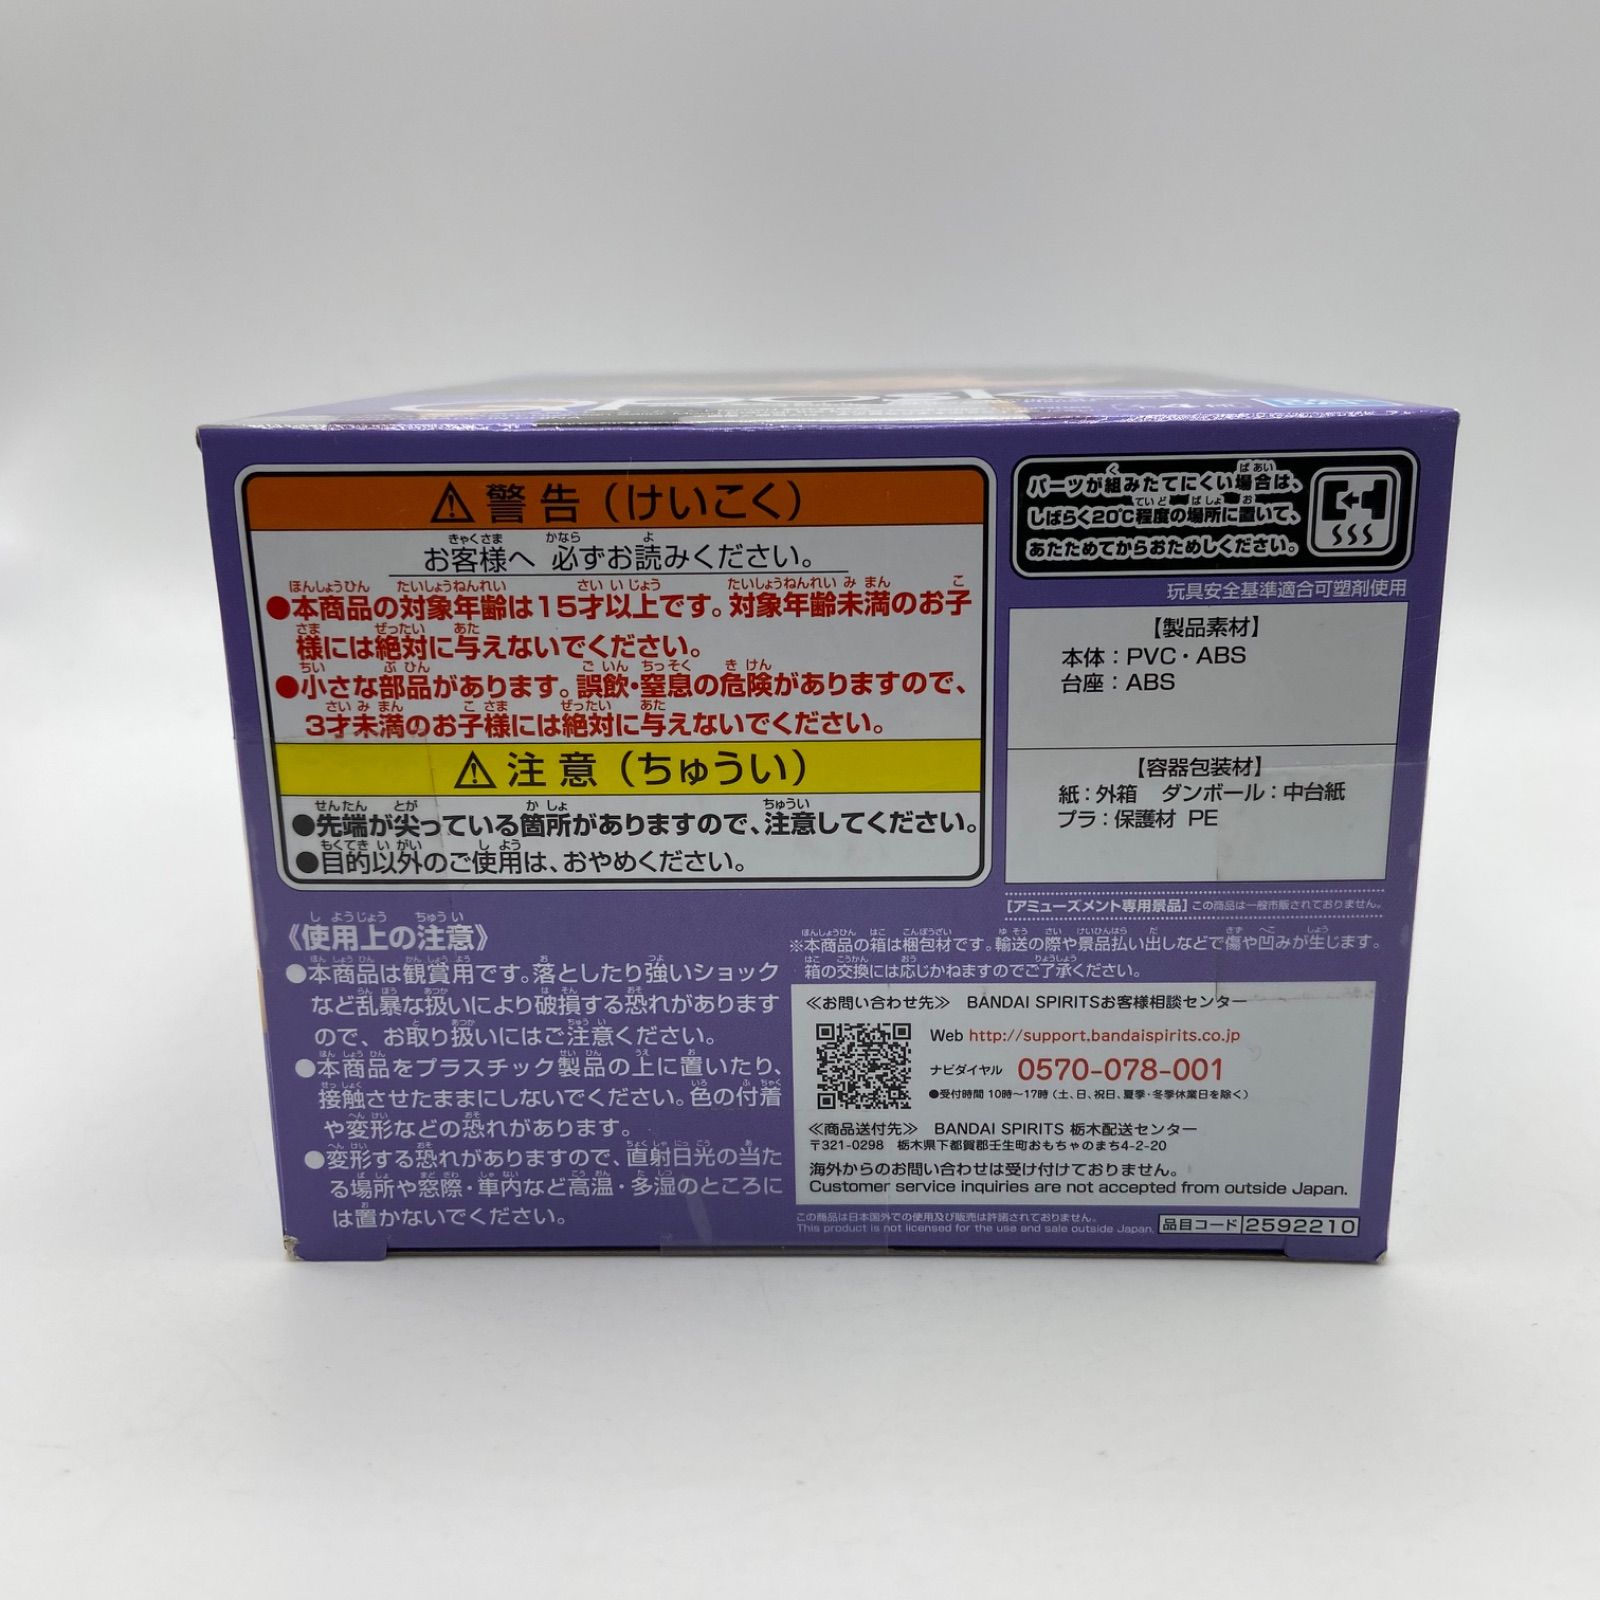 ⚠ 警告（けいこく）
お客様へ 必ずお読みください。
●本商品の対象年齢は15才以上です。対象年齢未満のお子
様には絶対に与えないでください。
●小さな部品があります。誤飲・窒息の危険がありますので、
3才未満のお子様には絶対に与えないでください。
⚠ 注意（ちゅうい）
●先端が尖っている箇所がありますので、注意してください。
●目的以外のご使用は、おやめください。
《使用上の注意》
●本商品は観賞用です。落としたり強いショック
など乱暴な扱いにより破損する恐れがあります
ので、お取り扱いにはご注意ください。
●本商品をプラスチック製品の上に置いたり、
接触させたままにしないでください。色の付着
や変形などの恐れがあります。
●変形する恐れがありますので、直射日光の当た
る場所や窓際・車内など高温・多湿のところに
は置かないでください。
パーツが組みたてにくい場合は、
しばらく20℃程度の場所に置いて、
あたためてからおためしください。
玩具安全基準適合可塑剤使用
【製品素材】
本体：PVC・ABS
台座：ABS
【容器包装材】
紙：外箱 ダンボール：中台紙
プラ：保護材 PE
[アミューズメント専用景品] この商品は一般市販されておりません。
※本商品の箱は梱包材です。輸送の際や景品払い出しなどで傷や凹みが生じます。
箱の交換には応じかねますのでご了承ください。
≪お問い合わせ先≫ BANDAI SPIRITSお客様相談センター
Web http://support.bandaispirits.co.jp
ナビダイヤル 0570-078-001
●受付時間 10時～17時（土、日、祝日、夏季・冬季休業日を除く）
≪商品送付先≫ BANDAI SPIRITS 栃木配送センター
〒321-0298 栃木県下都賀郡壬生町おもちゃのまち4-2-20
海外からのお問い合わせは受け付けておりません。
Customer service inquiries are not accepted from outside Japan.
この商品は日本国外での使用及び販売は許諾されておりません。
This product is not licensed for the use and sale outside Japan.
品目コード 2592210